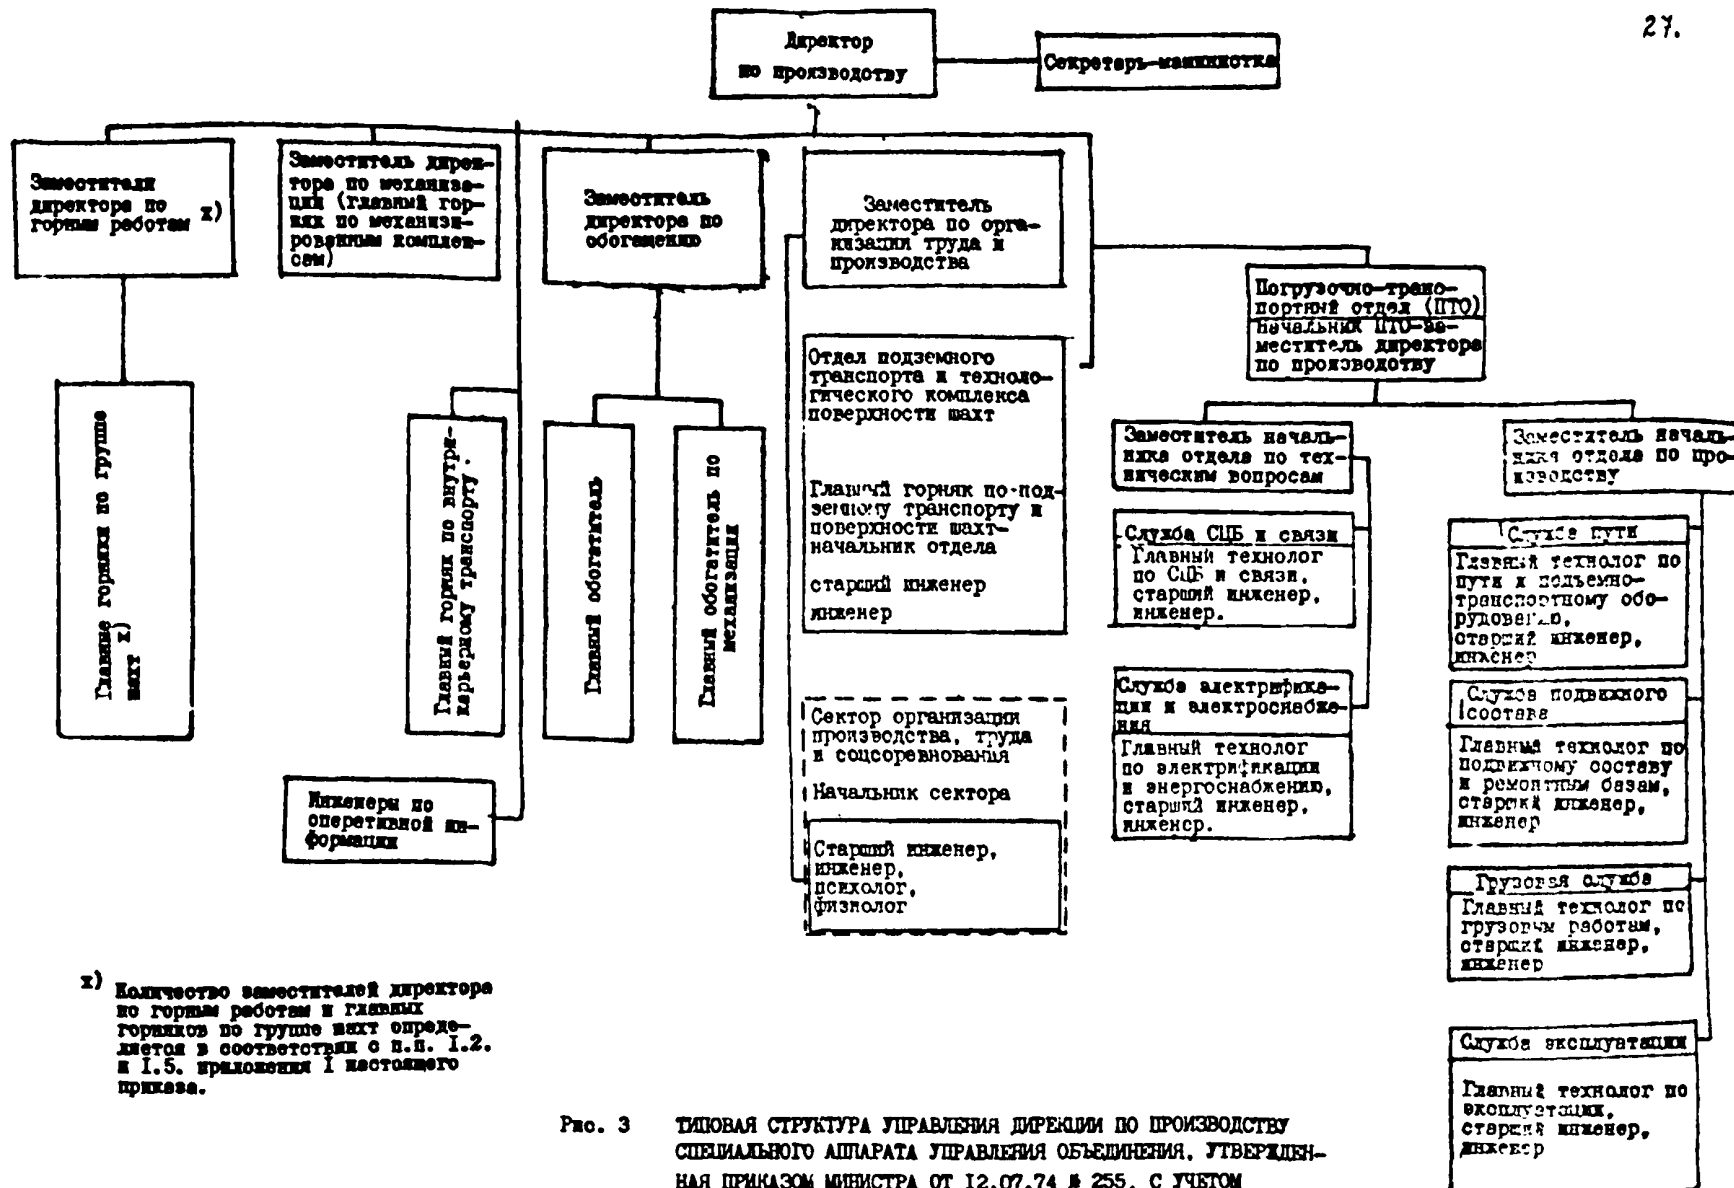 27.
Директор
по производству
Секретарь-машинистка
Заместители
директора по
горным работам х)
Заместитель дирек-
тора по механиза-
ции (главный гор-
няк по механизи-
рованным комплек-
сам)
Заместитель
директора по
обогащению
Заместитель
директора по орга-
низации труда и
производства
Погрузочно-транс-
портный отдел (ПТО)
Начальник ПТО-за-
меститель директора
по производству
Главные горняки по группе
шахт х)
Главный горняк по внутри-
карьерному транспорту.
Главный обогатитель
Главный обогатитель по
механизации
Отдел подземного
транспорта и техноло-
гического комплекса
поверхности шахт
Главный горняк по под-
земному транспорту и
поверхности шахт-
начальник отдела
старший инженер
инженер
Сектор организации
производства, труда
и соцсоревнования
Начальник сектора
Старший инженер,
инженер,
психолог,
физиолог
Инженеры по
оперативной ин-
формации
Заместитель началь-
ника отдела по тех-
ническим вопросам
Служба СЦБ и связи
Главный технолог
по СЦБ и связи,
старший инженер,
инженер.
Служба электрифика-
ции и электроснабже-
ния
Главный технолог
по электрификации
и энергоснабжению,
старший инженер,
инженер.
Заместитель началь-
ника отдела по про-
изводству
Служба пути
Главный технолог по
пути и подъемно-
транспортному обо-
рудованию,
старший инженер,
инженер
Служба подвижного
состава
Главный технолог по
подвижному составу
и ремонтным базам,
старший инженер,
инженер
Грузовая служба
Главный технолог по
грузовым работам,
старший инженер,
инженер
Служба эксплуатации
Главный технолог по
эксплуатации,
старший инженер,
инженер
х) Количество заместителей директора
по горным работам и главных
горняков по группе шахт опреде-
ляется в соответствии с п.п. I.2.
и I.5. приложения I настоящего
приказа.
Рис. 3 ТИПОВАЯ СТРУКТУРА УПРАВЛЕНИЯ ДИРЕКЦИИ ПО ПРОИЗВОДСТВУ
СПЕЦИАЛЬНОГО АППАРАТА УПРАВЛЕНИЯ ОБЪЕДИНЕНИЯ, УТВЕРЖДЕН-
НАЯ ПРИКАЗОМ МИНИСТРА ОТ I2.07.74 № 255, С УЧЕТОМ